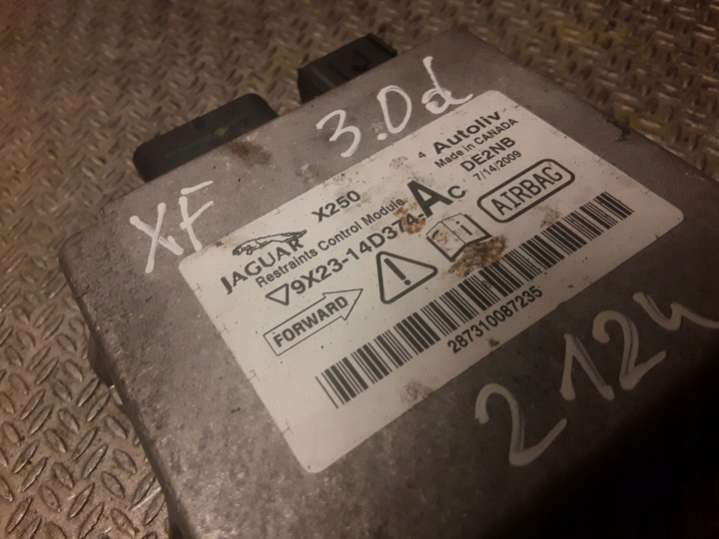 XF
3.0d
JAGUAR
X250
4 Autoliv
Made in CANADA
Restraints Control Module
DE2NB
7/14/2009
9X23-14D374-AC
FORWARD
AIRBAG
287310087235
2124